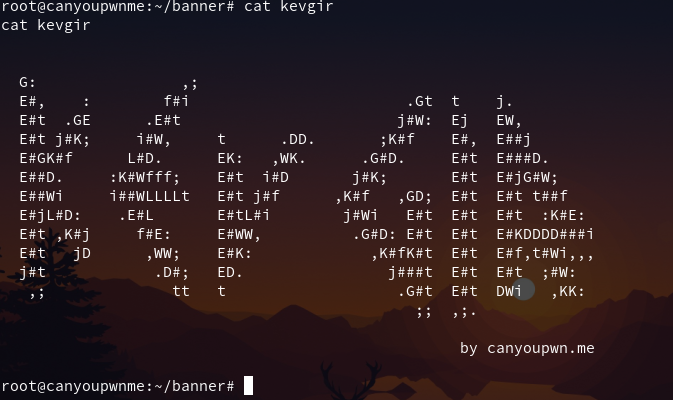 root@canyoupwnme:~/banner# cat kevgir
cat kevgir
  G:                ,;
  E#,    :        f#i                        .Gt  t    j.
  E#t  .GE      .E#t                        j#W:  Ej   EW,
  E#t j#K;     i#W,     t      .DD.       ;K#f    E#,  E##j
  E#GK#f      L#D.      EK:   ,WK.      .G#D.     E#t  E###D.
  E##D.     :K#Wfff;    E#t  i#D       j#K;       E#t  E#jG#W;
  E##Wi     i##WLLLLt   E#t j#f      ,K#f   ,GD;  E#t  E#t t##f
  E#jL#D:    .E#L       E#tL#i        j#Wi   E#t  E#t  E#t  :K#E:
  E#t ,K#j     f#E:     E#WW,          .G#D: E#t  E#t  E#KDDDD###i
  E#t   jD      ,WW;    E#K:             ,K#fK#t  E#t  E#f,t#Wi,,,
  j#t            .D#;   ED.                j###t  E#t  E#t  ;#W:
   ,;              tt   t                   .G#t  E#t  DWi   ,KK:
                                              ;;  ,;.
by canyoupwn.me
root@canyoupwnme:~/banner#